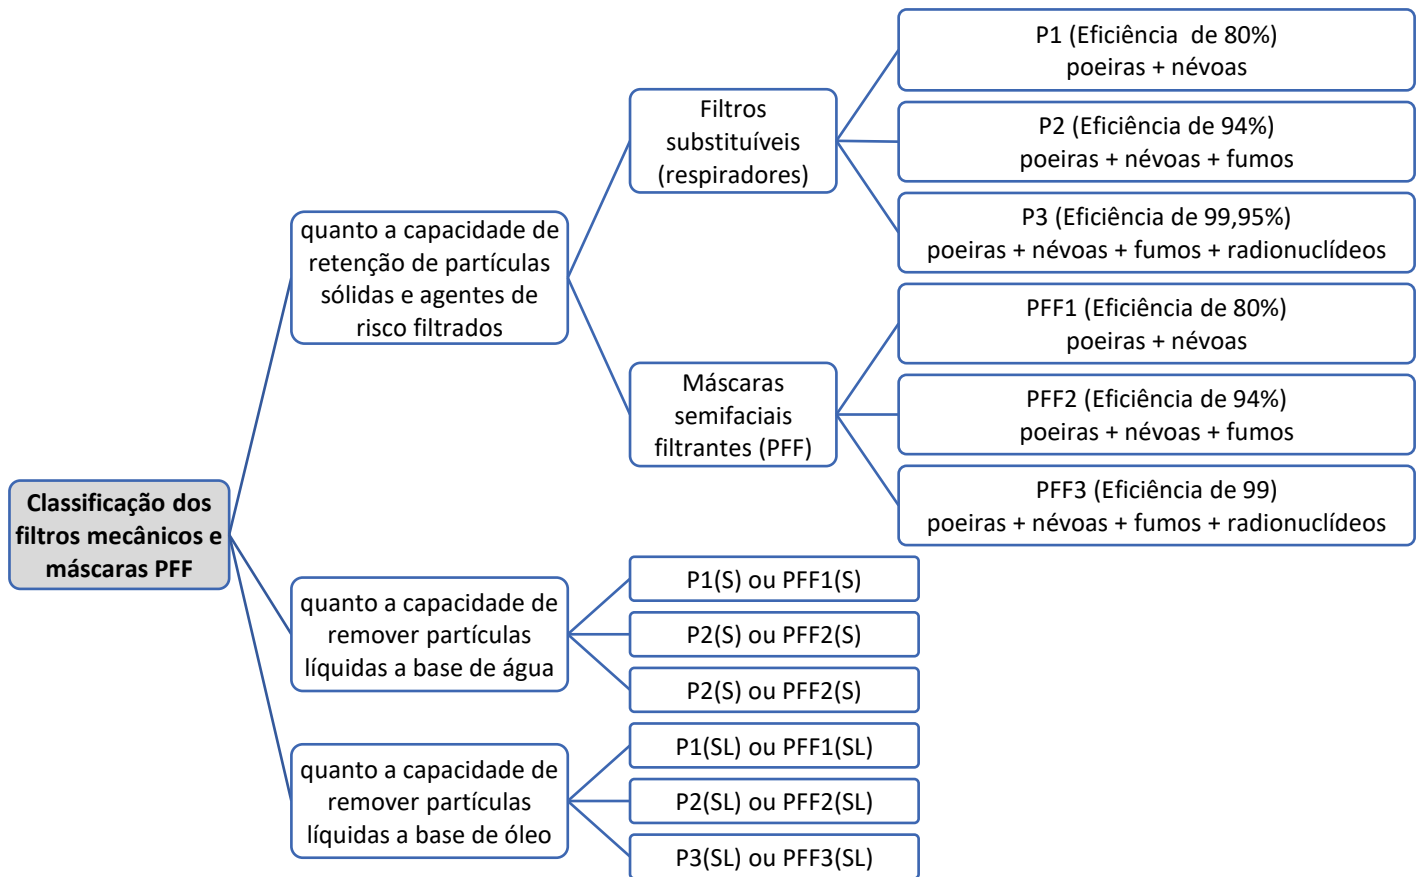 Classificação dos
filtros mecânicos e
máscaras PFF
quanto a capacidade de
retenção de partículas
sólidas e agentes de
risco filtrados
Filtros
substituíveis
(respiradores)
P1 (Eficiência  de 80%)
poeiras + névoas
P2 (Eficiência de 94%)
poeiras + névoas + fumos
P3 (Eficiência de 99,95%)
poeiras + névoas + fumos + radionuclídeos
Máscaras
semifaciais
filtrantes (PFF)
PFF1 (Eficiência de 80%)
poeiras + névoas
PFF2 (Eficiência de 94%)
poeiras + névoas + fumos
PFF3 (Eficiência de 99)
poeiras + névoas + fumos + radionuclídeos
quanto a capacidade de
remover partículas
líquidas a base de água
P1(S) ou PFF1(S)
P2(S) ou PFF2(S)
P2(S) ou PFF2(S)
quanto a capacidade de
remover partículas
líquidas a base de óleo
P1(SL) ou PFF1(SL)
P2(SL) ou PFF2(SL)
P3(SL) ou PFF3(SL)